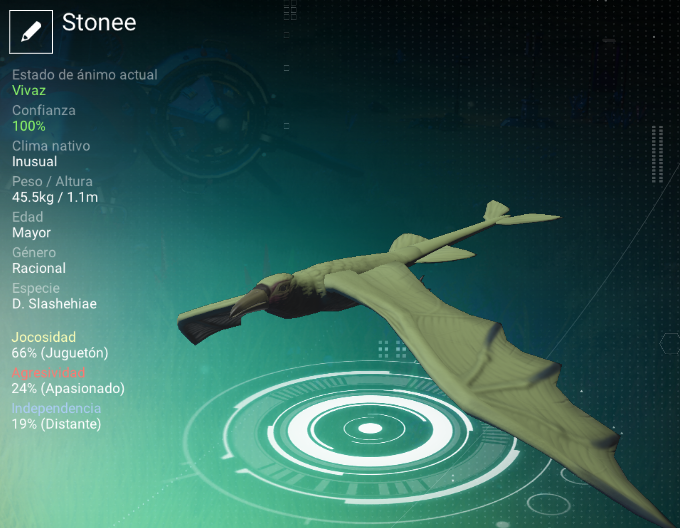 Stonee
Estado de ánimo actual
Vivaz
Confianza
100%
Clima nativo
Inusual
Peso / Altura
45.5kg / 1.1m
Edad
Mayor
Género
Racional
Especie
D. Slashehiae
Jocosidad
66% (Juguetón)
Agresividad
24% (Apasionado)
Independencia
19% (Distante)